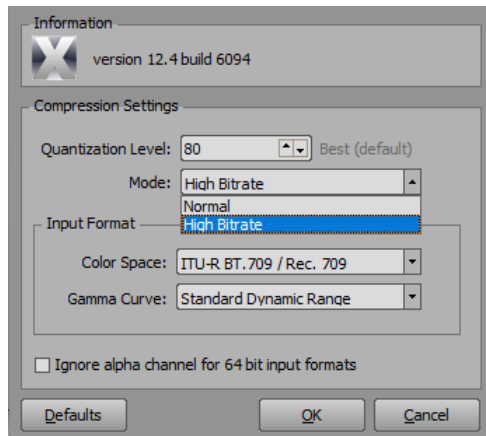 Information
X
version 12.4 build 6094
Compression Settings
Quantization Level: 80 Best (default)
Mode: High Bitrate
Normal
High Bitrate
Input Format
Color Space: ITU-R BT.709 / Rec. 709
Gamma Curve: Standard Dynamic Range
Ignore alpha channel for 64 bit input formats
Defaults OK Cancel